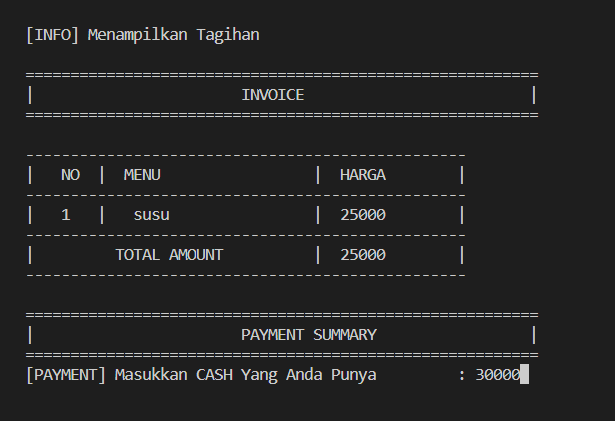 [INFO] Menampilkan Tagihan
=========================================================
|                       INVOICE                         |
=========================================================
-------------------------------------------------
|   NO  |  MENU                 |  HARGA        |
-------------------------------------------------
|   1   |   susu                |  25000        |
-------------------------------------------------
|         TOTAL AMOUNT          |  25000        |
-------------------------------------------------
=========================================================
|                       PAYMENT SUMMARY                 |
=========================================================
[PAYMENT] Masukkan CASH Yang Anda Punya         : 30000